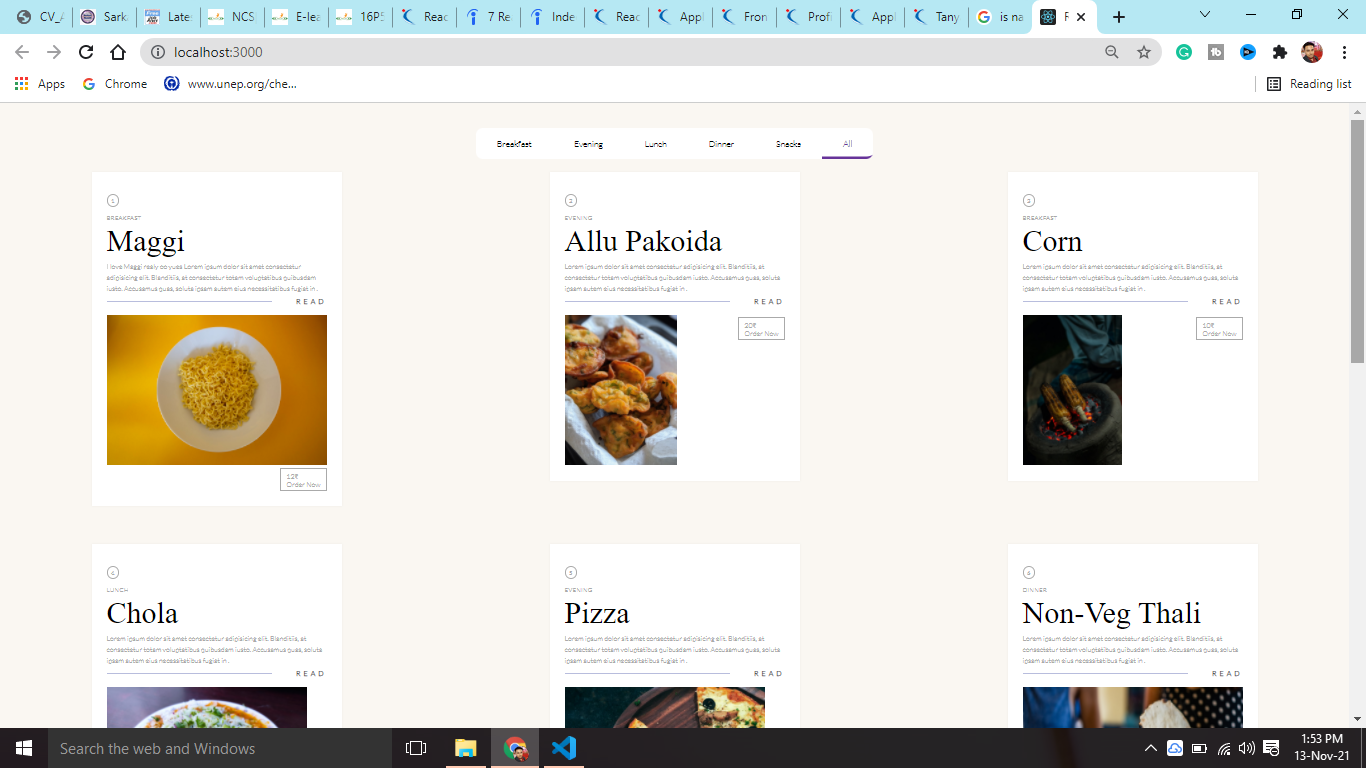 CV_A
Sark
Lates
NCS
E-lea
16P5
Reac
7 Re
Inde
Reac
Appl
Fron
Profi
Appl
Tany
is na
localhost:3000
Apps
Chrome
www.unep.org/che...
Reading list
Breakfast Evening Lunch Dinner Snacks All
1
BREAKFAST
Maggi
I love Maggi realy oo yuaa Lorem ipsum dolor sit amet consectetur
adipisicing elit. Blanditiis, at consectetur totam voluptatibus quibusdam
iusto. Accusamus quas, soluta ipsam autem eius necessitatibus fugiat in .
READ
12₹
Order Now
2
EVENING
Allu Pakoida
Lorem ipsum dolor sit amet consectetur adipisicing elit. Blanditiis, at
consectetur totam voluptatibus quibusdam iusto. Accusamus quas, soluta
ipsam autem eius necessitatibus fugiat in .
READ
20₹
Order Now
3
BREAKFAST
Corn
Lorem ipsum dolor sit amet consectetur adipisicing elit. Blanditiis, at
consectetur totam voluptatibus quibusdam iusto. Accusamus quas, soluta
ipsam autem eius necessitatibus fugiat in .
READ
10₹
Order Now
4
LUNCH
Chola
Lorem ipsum dolor sit amet consectetur adipisicing elit. Blanditiis, at
consectetur totam voluptatibus quibusdam iusto. Accusamus quas, soluta
ipsam autem eius necessitatibus fugiat in .
READ
5
EVENING
Pizza
Lorem ipsum dolor sit amet consectetur adipisicing elit. Blanditiis, at
consectetur totam voluptatibus quibusdam iusto. Accusamus quas, soluta
ipsam autem eius necessitatibus fugiat in .
READ
6
DINNER
Non-Veg Thali
Lorem ipsum dolor sit amet consectetur adipisicing elit. Blanditiis, at
consectetur totam voluptatibus quibusdam iusto. Accusamus quas, soluta
ipsam autem eius necessitatibus fugiat in .
READ
Search the web and Windows
1:53 PM
13-Nov-21